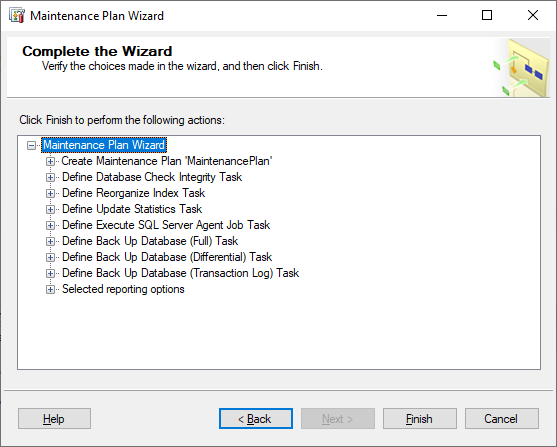 Maintenance Plan Wizard
Complete the Wizard
Verify the choices made in the wizard, and then click Finish.
Click Finish to perform the following actions:
Maintenance Plan Wizard
Create Maintenance Plan 'MaintenancePlan'
Define Database Check Integrity Task
Define Reorganize Index Task
Define Update Statistics Task
Define Execute SQL Server Agent Job Task
Define Back Up Database (Full) Task
Define Back Up Database (Differential) Task
Define Back Up Database (Transaction Log) Task
Selected reporting options
Help < Back Next > Finish Cancel